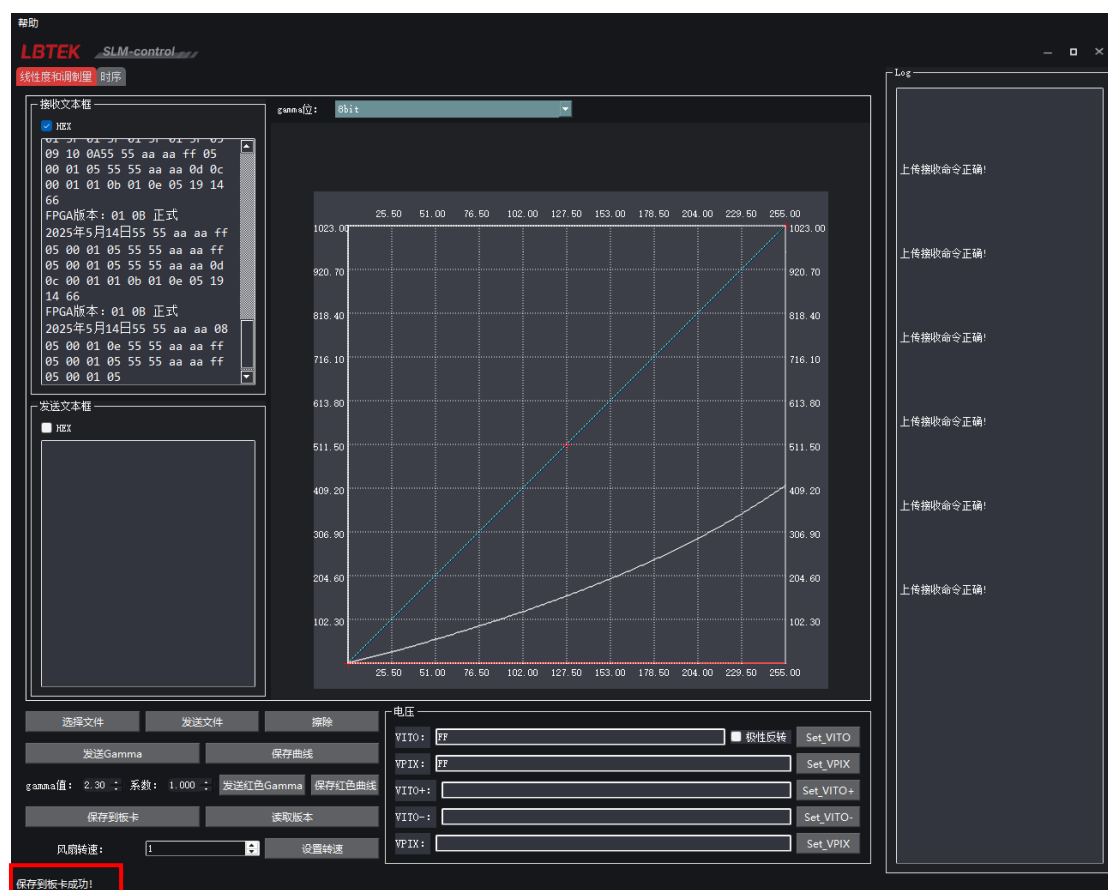 帮助
LBTEK SLM-control
线性度和调制量 时序
接收文本框
HEX
09 10 0A55 55 aa aa ff 05
00 01 05 55 55 aa aa 0d 0c
00 01 01 0b 01 0e 05 19 14
66
FPGA版本：01 0B 正式
2025年5月14日55 55 aa aa ff
05 00 01 05 55 55 aa aa ff
05 00 01 05 55 55 aa aa 0d
0c 00 01 01 0b 01 0e 05 19
14 66
FPGA版本：01 0B 正式
2025年5月14日55 55 aa aa 08
05 00 01 0e 55 55 aa aa ff
05 00 01 05 55 55 aa aa ff
05 00 01 05
发送文本框
HEX
gamma位： 8bit
25.50 51.00 76.50 102.00 127.50 153.00 178.50 204.00 229.50 255.00
1023.00 1023.00
920.70 920.70
818.40 818.40
716.10 716.10
613.80 613.80
511.50 511.50
409.20 409.20
306.90 306.90
204.60 204.60
102.30 102.30
25.50 51.00 76.50 102.00 127.50 153.00 178.50 204.00 229.50 255.00
Log
上传接收命令正确!
上传接收命令正确!
上传接收命令正确!
上传接收命令正确!
上传接收命令正确!
上传接收命令正确!
选择文件 发送文件 擦除
发送Gamma 保存曲线
gamma值： 2.30 系数： 1.000 发送红色Gamma 保存红色曲线
保存到板卡 读取版本
风扇转速： 1 设置转速
电压
VITO： FF 极性反转 Set_VITO
VPIX： FF Set_VPIX
VITO+： Set_VITO+
VITO-： Set_VITO-
VPIX： Set_VPIX
保存到板卡成功!